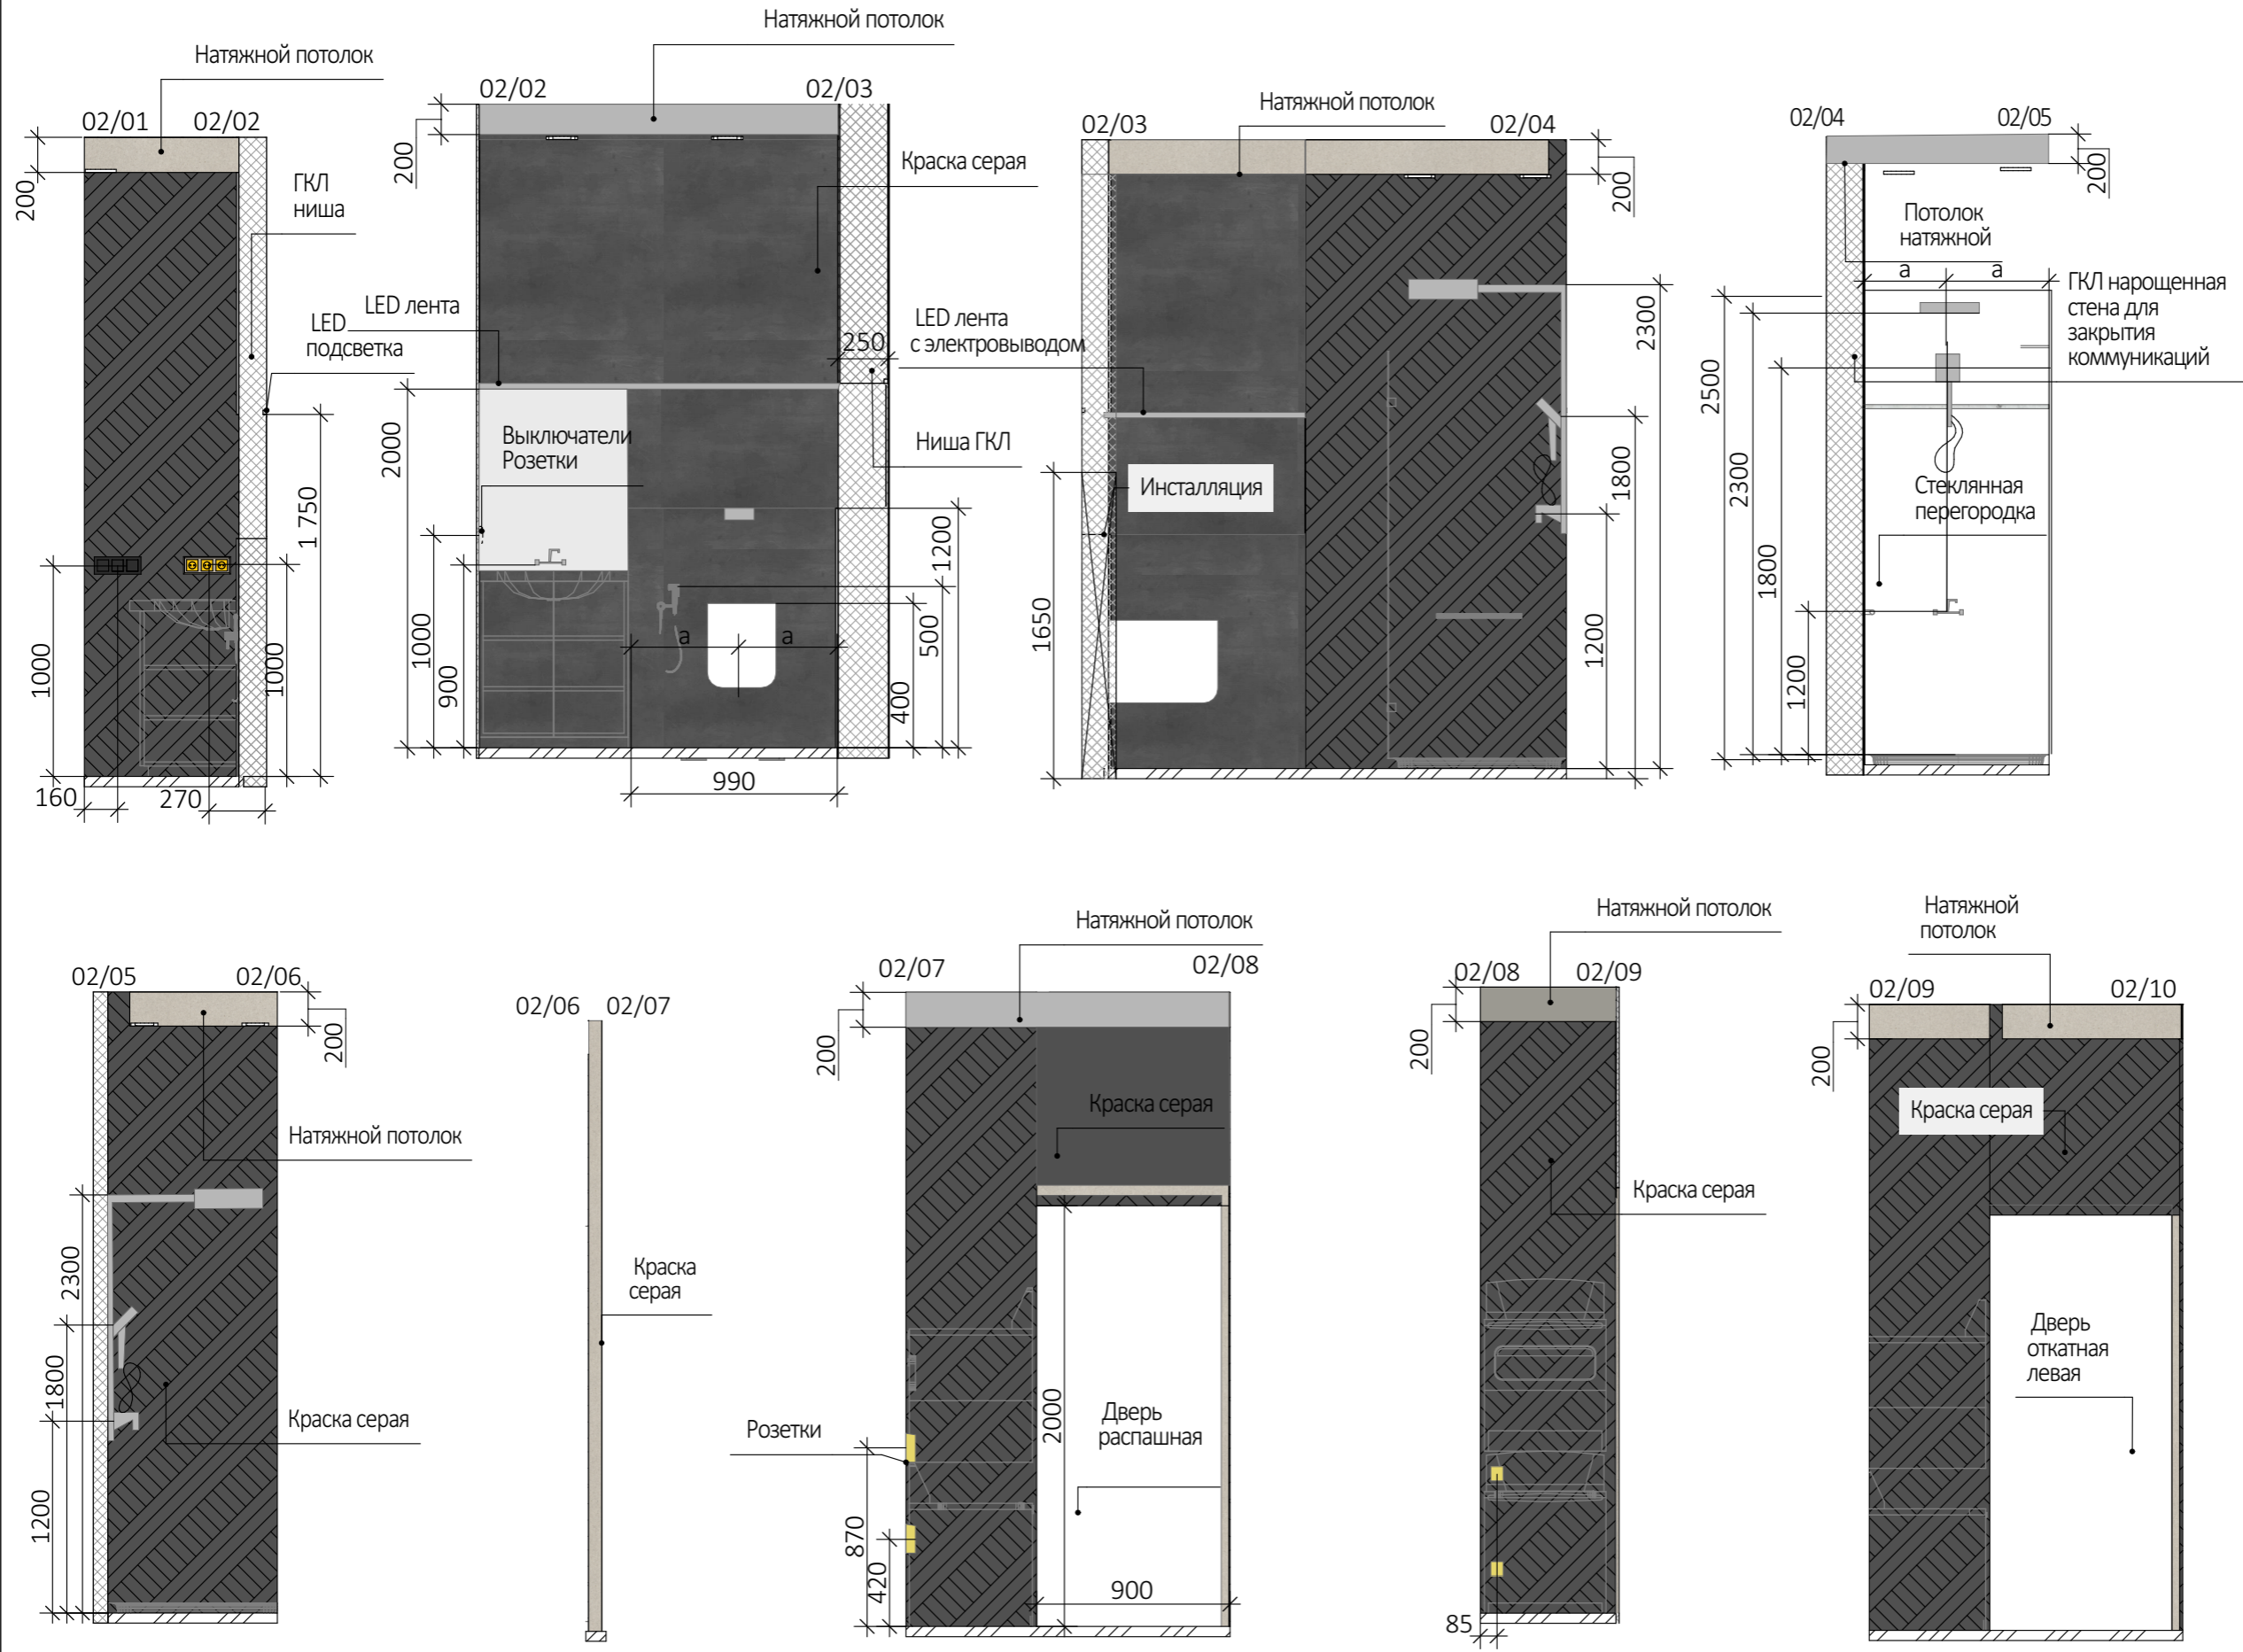 Натяжной потолок
02/01
02/02
200
ГКЛ
ниша
LED
подсветка
1 750
1000
1000
160
270
Натяжной потолок
02/02
02/03
200
Краска серая
LED лента
250
2000
Выключатели
Розетки
Ниша ГКЛ
1000
900
a
a
1200
500
400
990
Натяжной потолок
02/03
02/04
200
LED лента
с электровыводом
Инсталляция
1650
2300
1800
1200
02/04
02/05
200
Потолок
натяжной
a
a
ГКЛ нарощенная
стена для
закрытия
коммуникаций
2500
2300
1800
1200
Стеклянная
перегородка
02/05
02/06
200
Натяжной потолок
2300
1800
1200
Краска серая
02/06
02/07
Краска
серая
Натяжной потолок
02/07
02/08
200
Краска серая
Розетки
2000
Дверь
распашная
870
420
900
Натяжной потолок
02/08
02/09
200
Краска серая
85
Натяжной
потолок
02/09
02/10
200
Краска серая
Дверь
откатная
левая